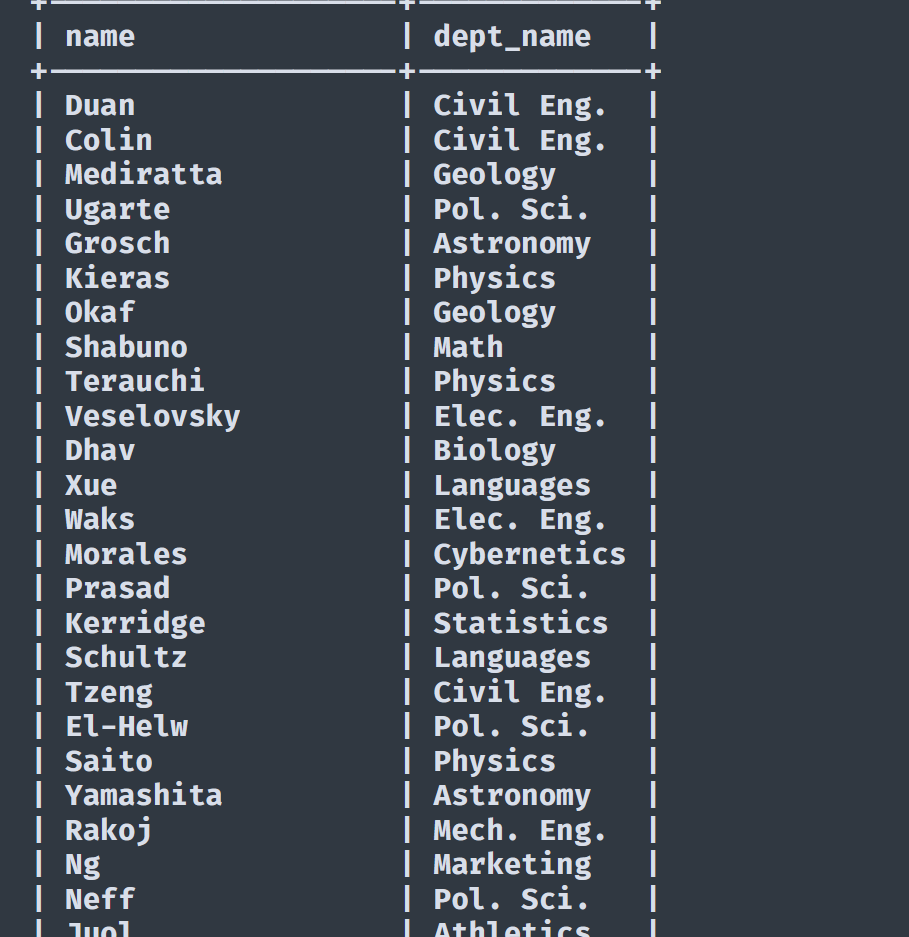 | name | dept_name |
| Duan | Civil Eng. |
| Colin | Civil Eng. |
| Mediratta | Geology |
| Ugarte | Pol. Sci. |
| Grosch | Astronomy |
| Kieras | Physics |
| Okaf | Geology |
| Shabuno | Math |
| Terauchi | Physics |
| Veselovsky | Elec. Eng. |
| Dhav | Biology |
| Xue | Languages |
| Waks | Elec. Eng. |
| Morales | Cybernetics |
| Prasad | Pol. Sci. |
| Kerridge | Statistics |
| Schultz | Languages |
| Tzeng | Civil Eng. |
| El-Helw | Pol. Sci. |
| Saito | Physics |
| Yamashita | Astronomy |
| Rakoj | Mech. Eng. |
| Ng | Marketing |
| Neff | Pol. Sci. |
| Juol | Athletics |